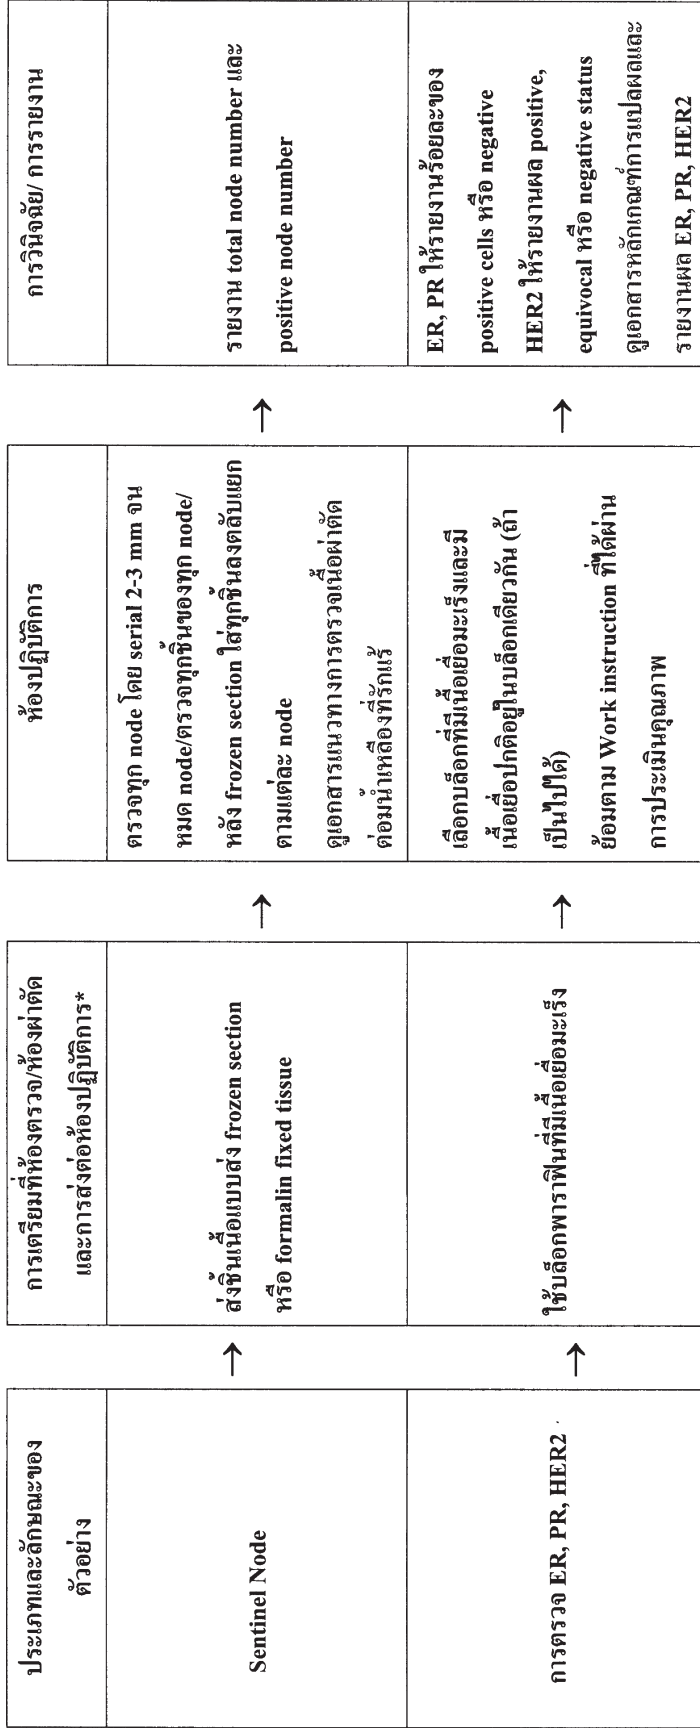 ประเภทและลักษณะของ
ตัวอย่าง
การเตรียมที่ห้องตรวจ/ห้องผ่าตัด
และการส่งต่อห้องปฏิบัติการ*
ห้องปฏิบัติการ
การวินิจฉัย/ การรายงาน
Sentinel Node
→
ส่งชิ้นเนื้อแบบส่ง frozen section
หรือ formalin fixed tissue
→
ตรวจทุก node โดย serial 2-3 mm จน
หมด node/ตรวจทุกชิ้นของทุก node/
หลัง frozen section ใส่ทุกชิ้นลงตลับแยก
ตามแต่ละ node
ดูเอกสารแนวทางการตรวจเนื้อผ่าตัด
ต่อมน้ำเหลืองที่รักแร้
→
รายงาน total node number และ
positive node number
การตรวจ ER, PR, HER2
→
ใช้บล็อกพาราฟินที่มีเนื้อเยื่อมะเร็ง
→
เลือกบล็อกที่มีเนื้อเยื่อมะเร็งและมี
เนื้อเยื่อปกติอยู่ในบล็อกเดียวกัน (ถ้า
เป็นไปได้)
ย้อมตาม Work instruction ที่ได้ผ่าน
การประเมินคุณภาพ
→
ER, PR ให้รายงานร้อยละของ
positive cells หรือ negative
HER2 ให้รายงานผล positive,
equivocal หรือ negative status
ดูเอกสารหลักเกณฑ์การแปลผลและ
รายงานผล ER, PR, HER2